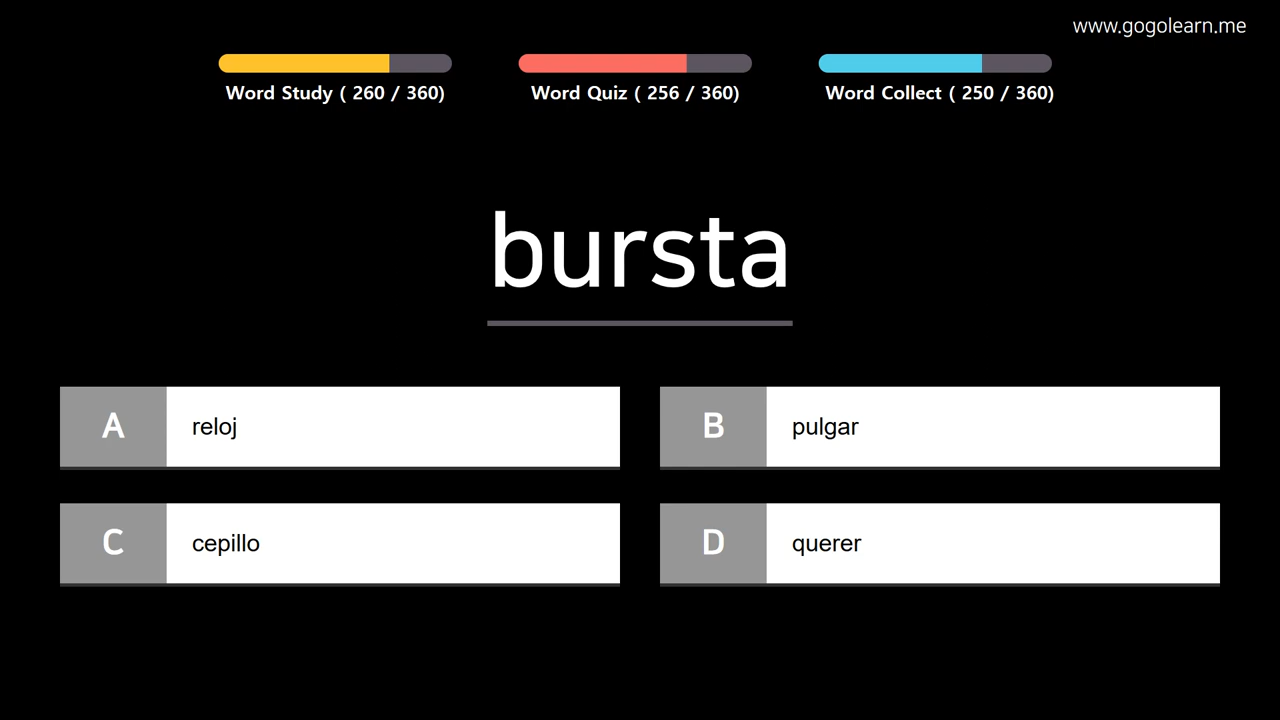 www.gogolearn.me
Word Study ( 260 / 360)
Word Quiz ( 256 / 360)
Word Collect ( 250 / 360)
bursta
A reloj
B pulgar
C cepillo
D querer